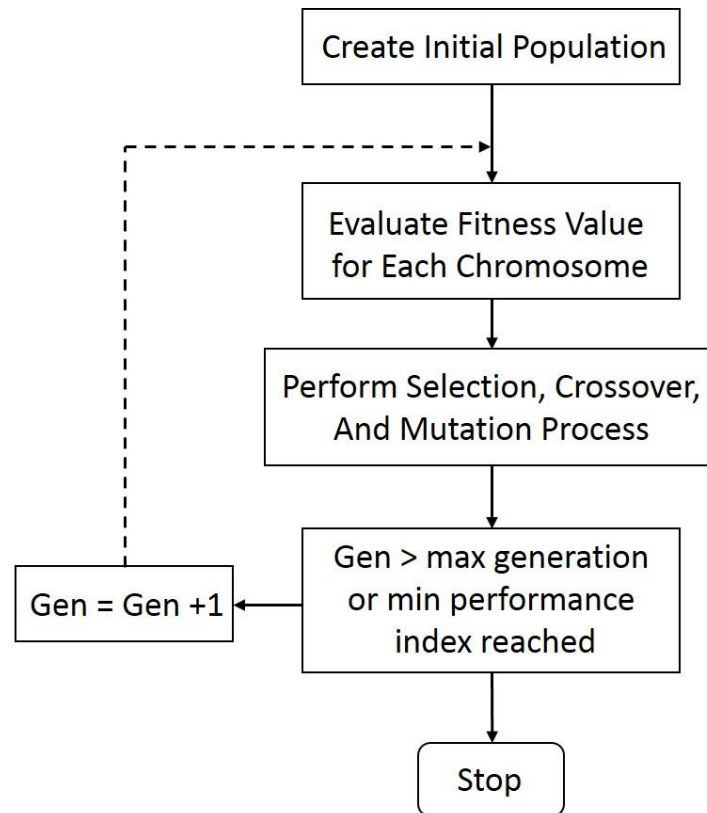 Create Initial Population
Evaluate Fitness Value
for Each Chromosome
Perform Selection, Crossover,
And Mutation Process
Gen > max generation
or min performance
index reached
Gen = Gen +1
Stop